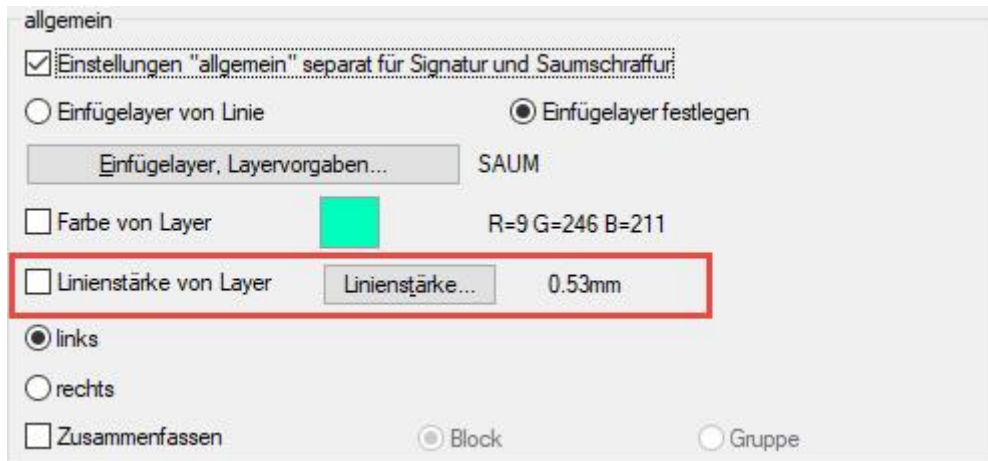 allgemein
Einstellungen "allgemein" separat für Signatur und Saumschraffur
Einfügelayer von Linie Einfügelayer festlegen
Einfügelayer, Layervorgaben... SAUM
Farbe von Layer R=9 G=246 B=211
Linienstärke von Layer Linienstärke... 0.53mm
links
rechts
Zusammenfassen Block Gruppe